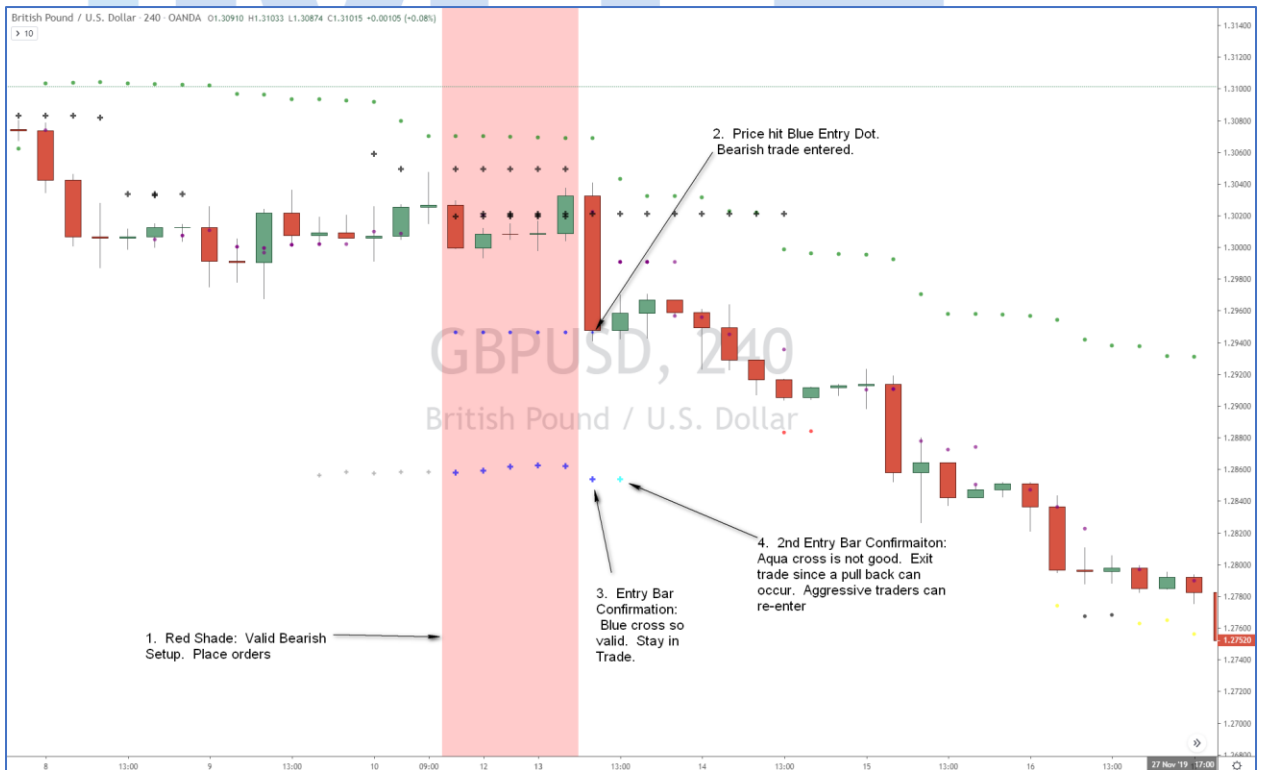 British Pound / U.S. Dollar · 240 · OANDA O1.30910 H1.31033 L1.30874 C1.31015 +0.00105 (+0.08%)
> 10
1.31400
1.31200
1.31000
1.30800
1.30600
1.30400
1.30200
1.30000
1.29800
1.29600
1.29400
1.29200
1.29000
1.28800
1.28600
1.28400
1.28200
1.28000
1.27800
1.27600
1.27520
1.27400
1.27200
1.27000
1.26800
2. Price hit Blue Entry Dot.
Bearish trade entered.
GBPUSD, 240
British Pound / U.S. Dollar
4. 2nd Entry Bar Confirmaiton:
Aqua cross is not good. Exit
trade since a pull back can
occur. Aggressive traders can
re-enter
3. Entry Bar
Confirmation:
Blue cross so
valid. Stay in
Trade.
1. Red Shade: Valid Bearish
Setup. Place orders
8 13:00 9 13:00 10 09:00 12 13 13:00 14 13:00 15 13:00 16 13:00 27 Nov '19 17:00